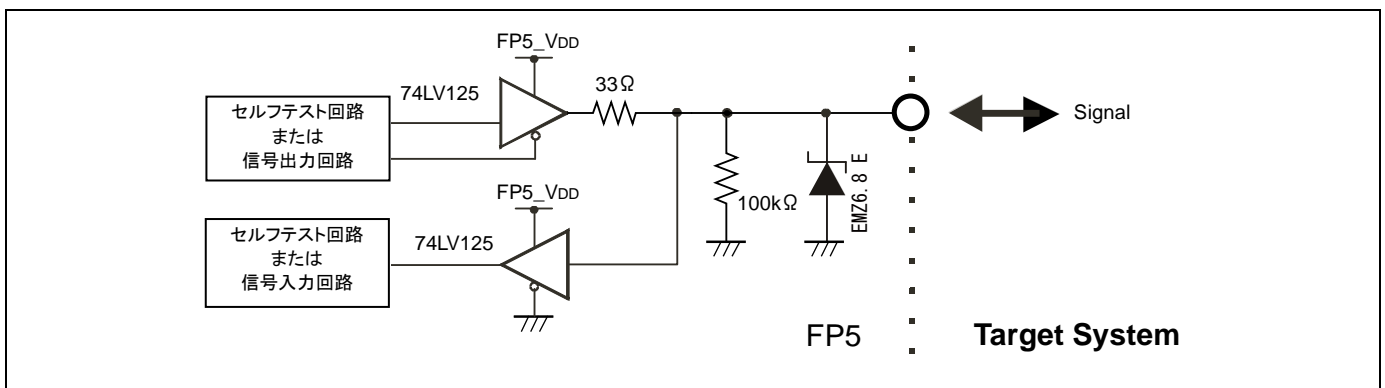 FP5_VDD
33Ω
74LV125
セルフテスト回路
または
信号出力回路
Signal
EMZ6.8 E
100kΩ
FP5_VDD
74LV125
セルフテスト回路
または
信号入力回路
FP5
Target System